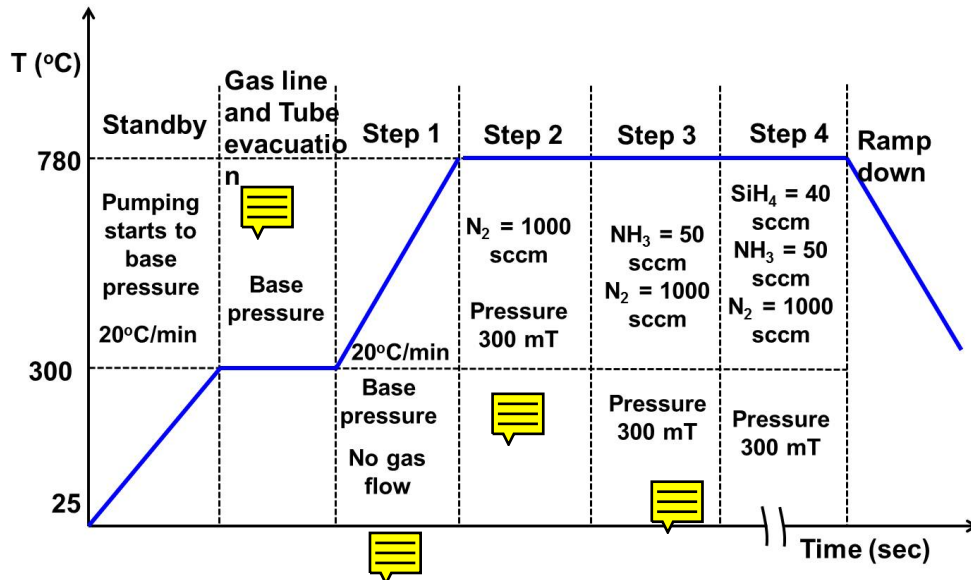 T (ºC)
Standby
Gas line
and Tube
evacuatio
n
Step 1
Step 2
Step 3
Step 4
Ramp
down
780
300
25
Pumping
starts to
base
pressure
20ºC/min
Base
pressure
20ºC/min
Base
pressure
No gas
flow
N₂ = 1000
sccm
Pressure
300 mT
NH₃ = 50
sccm
N₂ = 1000
sccm
Pressure
300 mT
SiH₄ = 40
sccm
NH₃ = 50
sccm
N₂ = 1000
sccm
Pressure
300 mT
Time (sec)